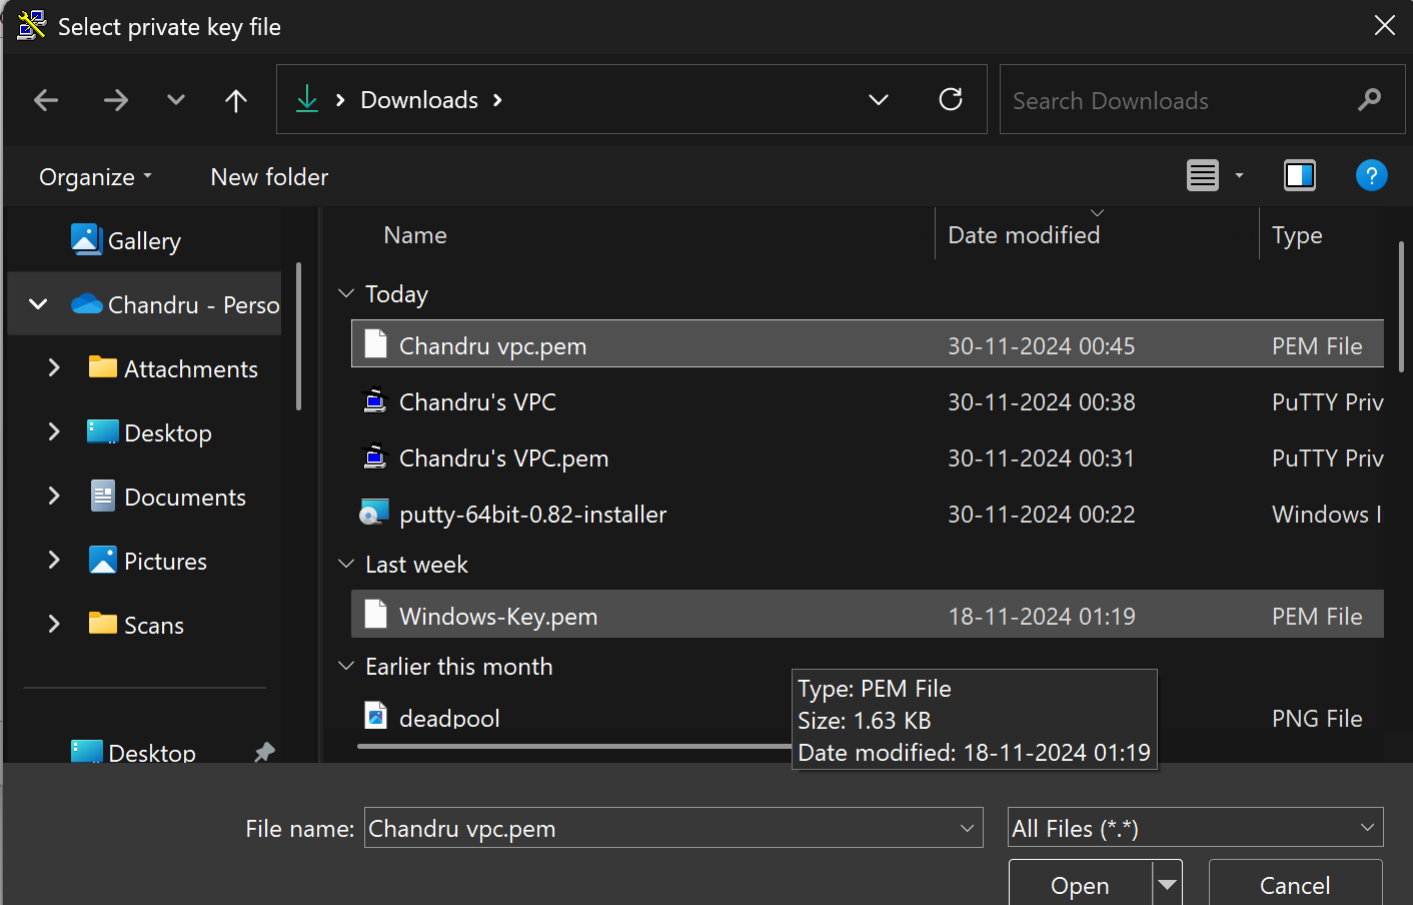 Select private key file
Downloads
Search Downloads
Organize
New folder
?
Gallery
Chandru - Perso
Attachments
Desktop
Documents
Pictures
Scans
Desktop
Name Date modified Type
Today
Chandru vpc.pem 30-11-2024 00:45 PEM File
Chandru's VPC 30-11-2024 00:38 PuTTY Priv
Chandru's VPC.pem 30-11-2024 00:31 PuTTY Priv
putty-64bit-0.82-installer 30-11-2024 00:22 Windows I
Last week
Windows-Key.pem 18-11-2024 01:19 PEM File
Earlier this month
deadpool PNG File
Type: PEM File
Size: 1.63 KB
Date modified: 18-11-2024 01:19
File name: Chandru vpc.pem All Files (*.*)
Open Cancel